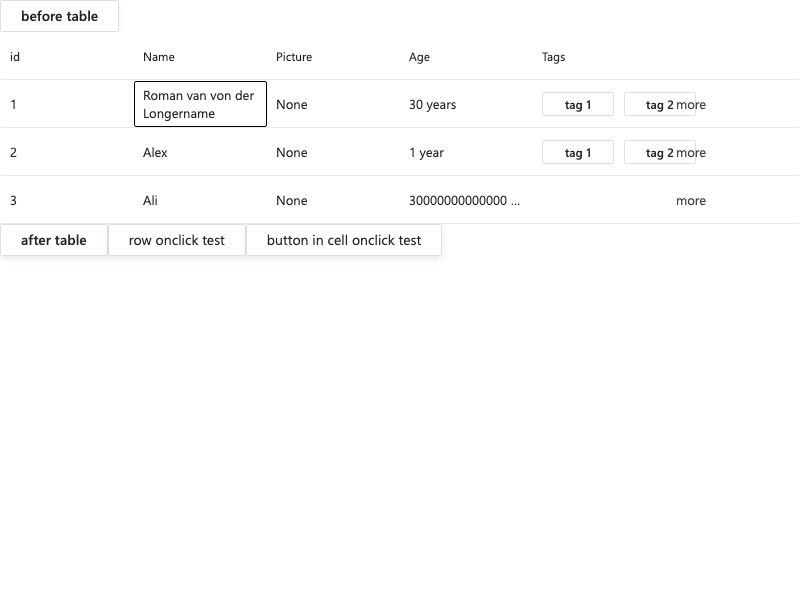 before table
id Name Picture Age Tags
1 Roman van von der Longername None 30 years tag 1 tag 2 more
2 Alex None 1 year tag 1 tag 2 more
3 Ali None 30000000000000 ... more
after table row onclick test button in cell onclick test